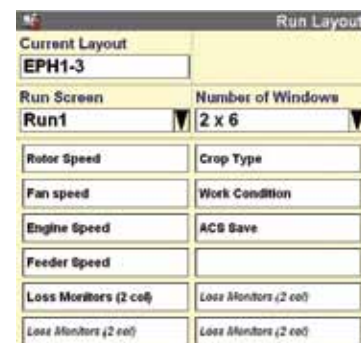 Run Layout
Current Layout
EPH1-3
Run Screen
Number of Windows
Run1
2 x 6
Rotor Speed
Crop Type
Fan speed
Work Condition
Engine Speed
ACS Save
Feeder Speed
Loss Monitors (2 col)
Loss Monitors (2 col)
Loss Monitors (2 col)
Loss Monitors (2 col)